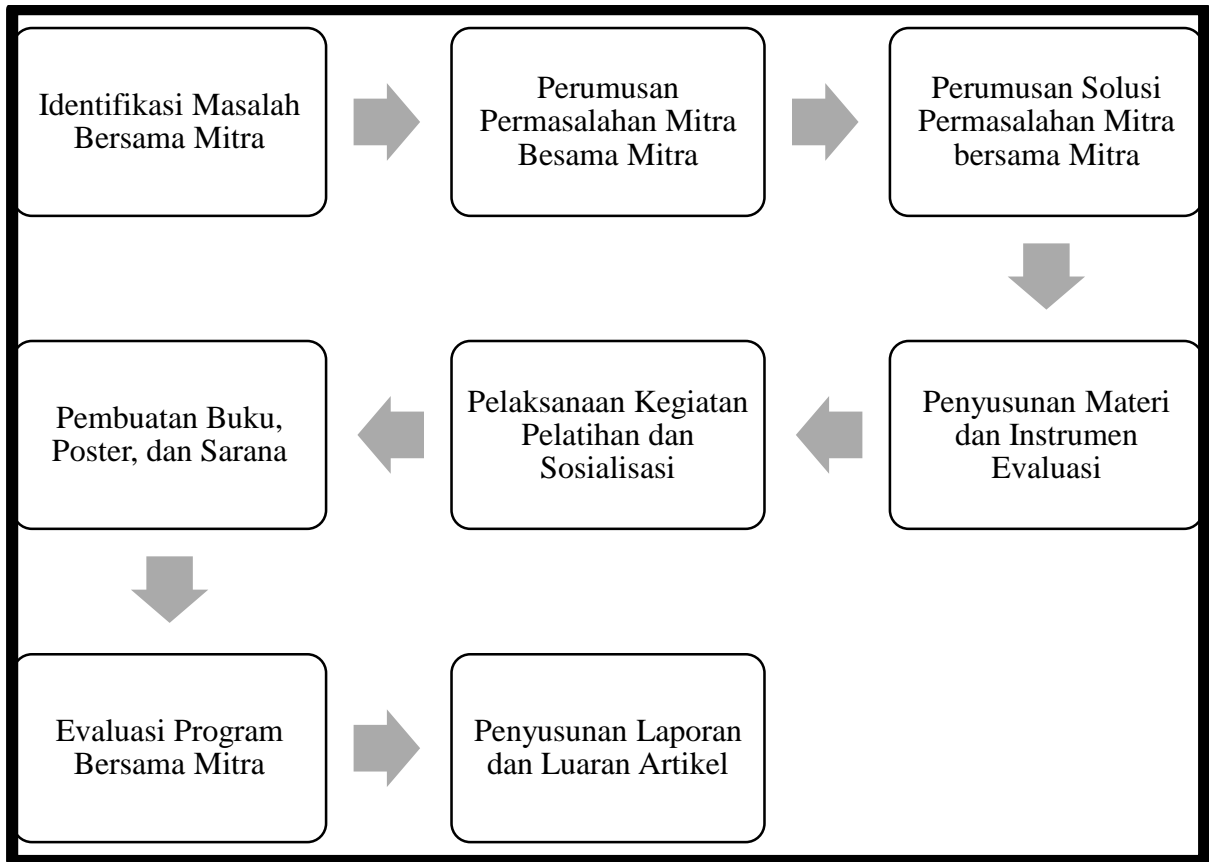 Identifikasi Masalah
Bersama Mitra
Perumusan
Permasalahan Mitra
Besama Mitra
Perumusan Solusi
Permasalahan Mitra
bersama Mitra
Penyusunan Materi
dan Instrumen
Evaluasi
Pelaksanaan Kegiatan
Pelatihan dan
Sosialisasi
Pembuatan Buku,
Poster, dan Sarana
Evaluasi Program
Bersama Mitra
Penyusunan Laporan
dan Luaran Artikel